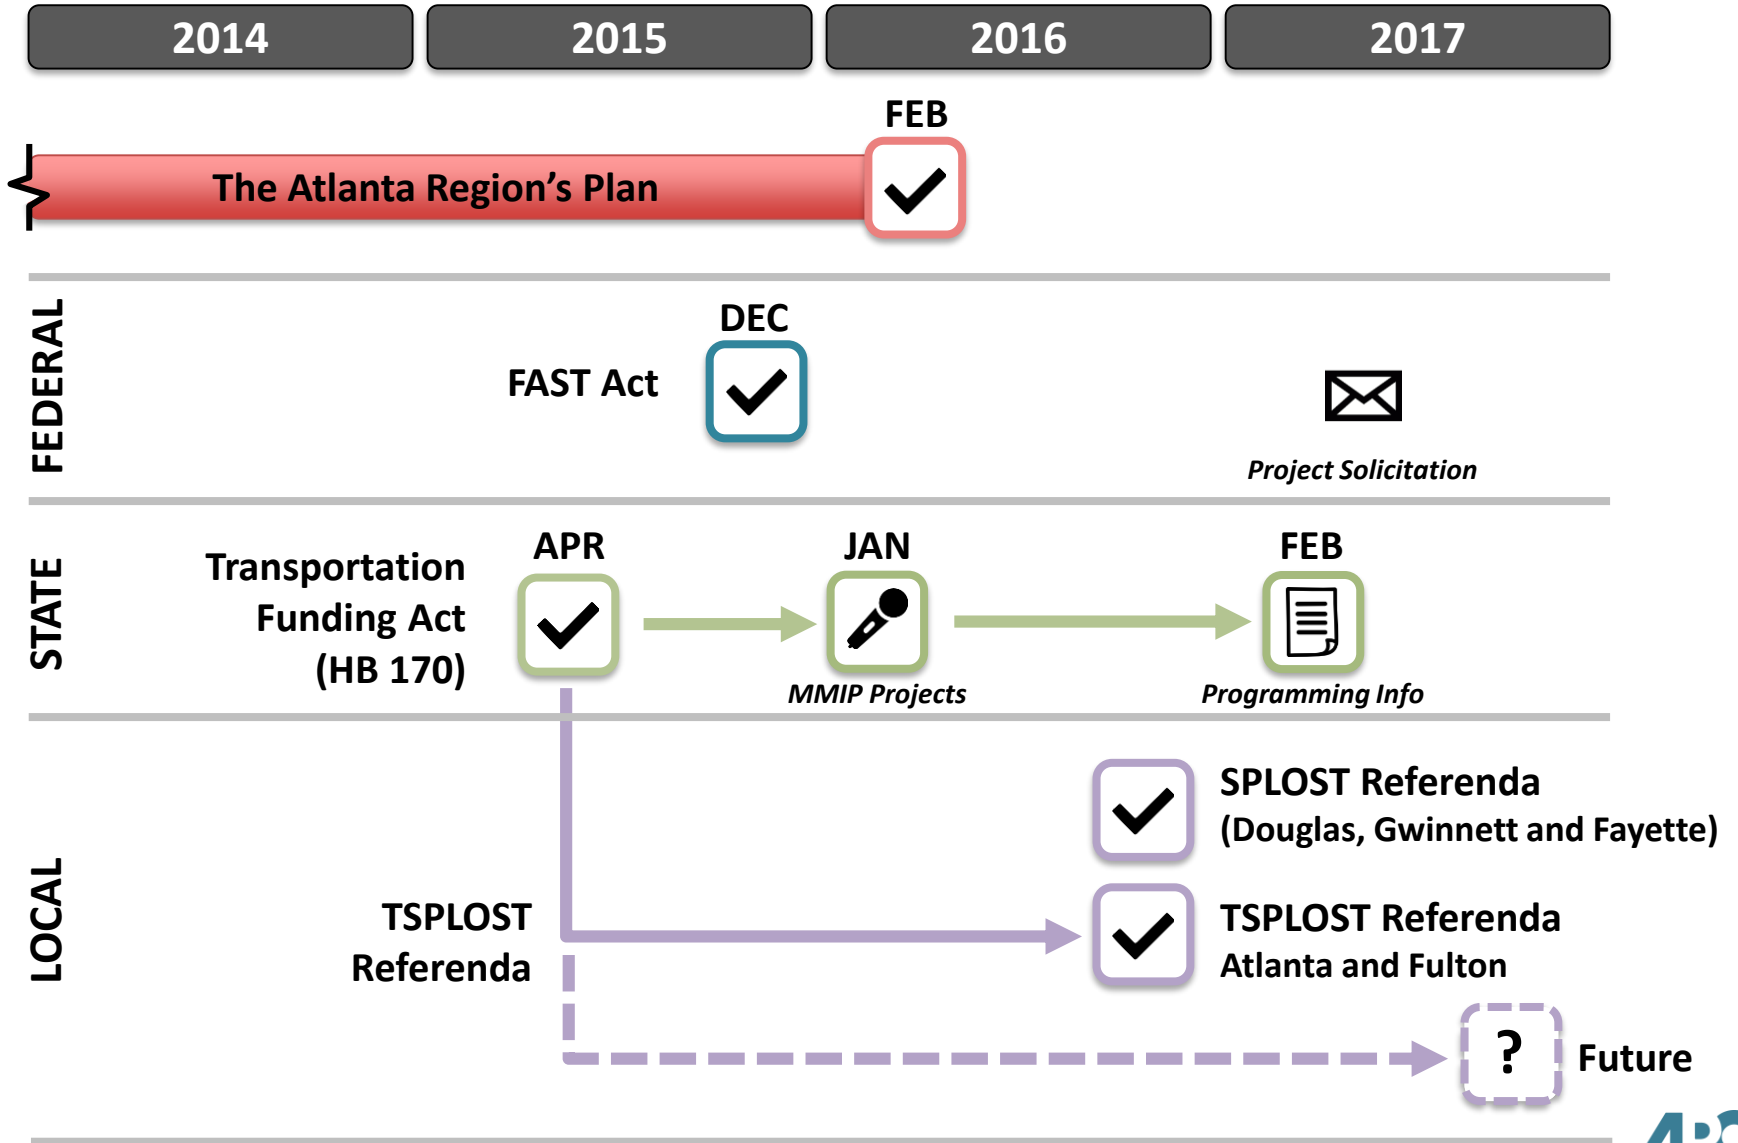 2014
2015
2016
2017
FEB
The Atlanta Region's Plan
FEDERAL
DEC
FAST Act
Project Solicitation
STATE
Transportation
Funding Act
(HB 170)
APR
JAN
FEB
MMIP Projects
Programming Info
LOCAL
SPLOST Referenda
(Douglas, Gwinnett and Fayette)
TSPLOST
Referenda
TSPLOST Referenda
Atlanta and Fulton
?
Future